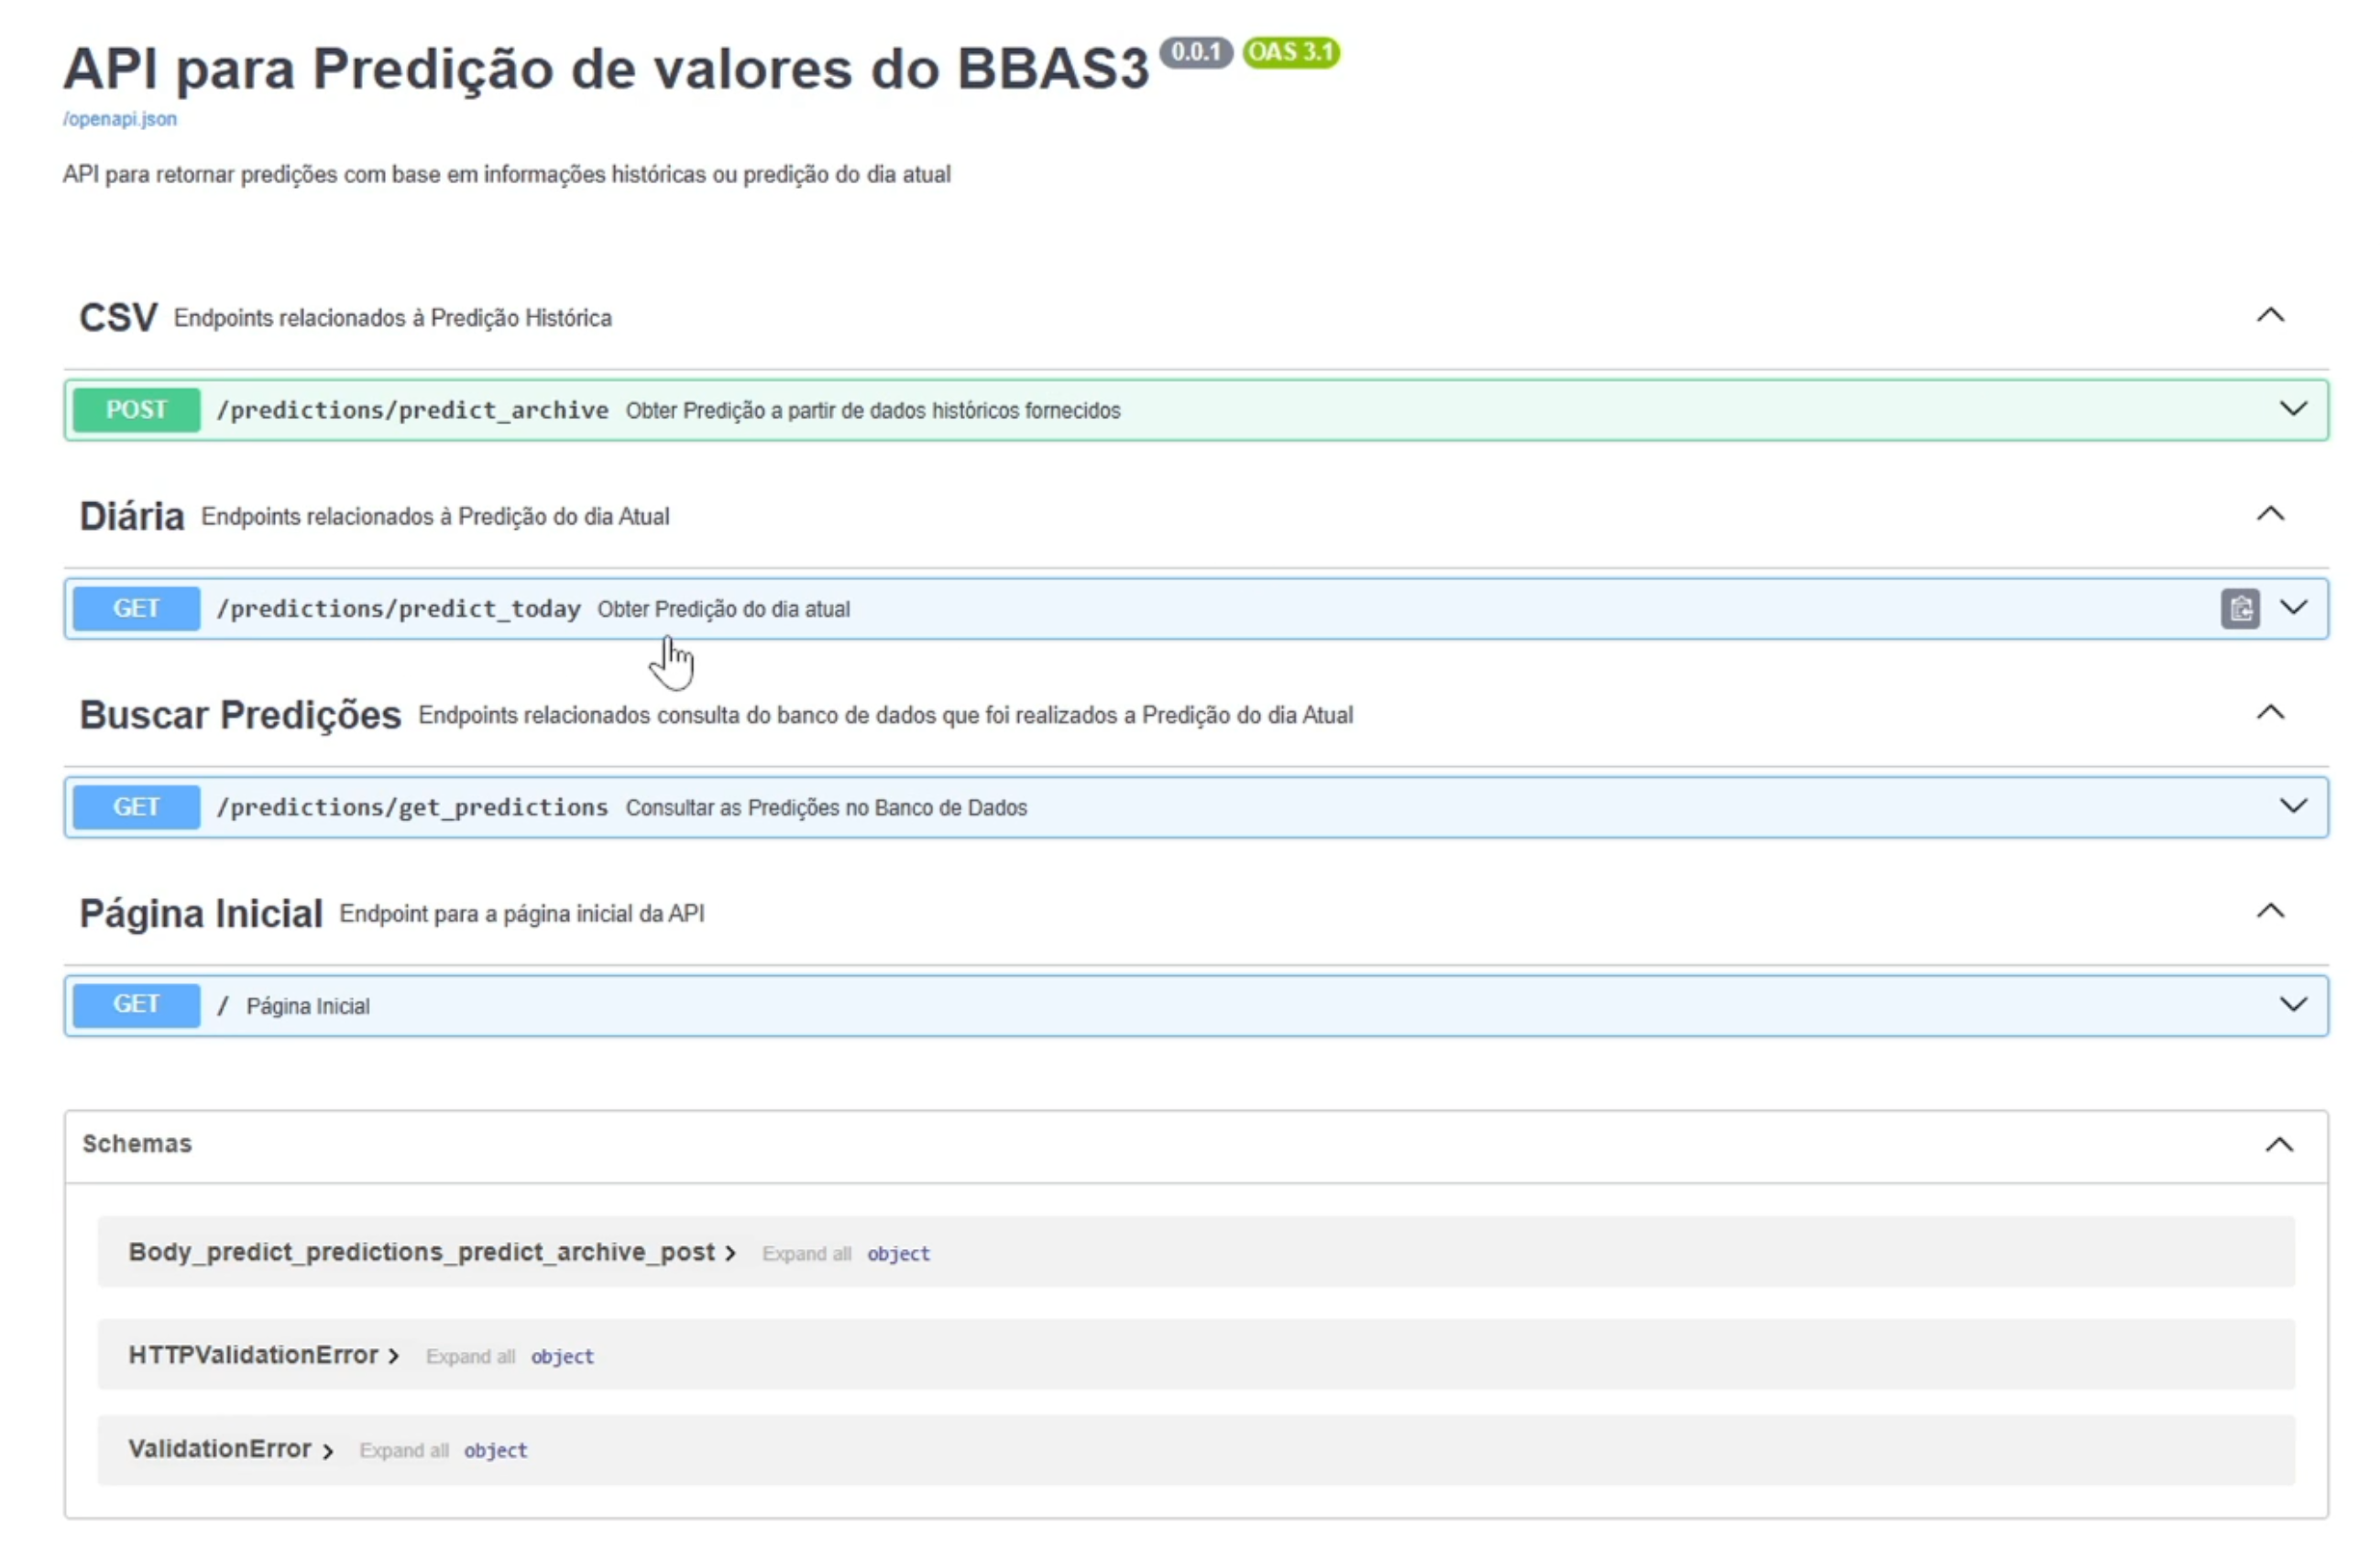 API para Predição de valores do BBAS3 0.0.1 OAS 3.1
/openapi.json
API para retornar predições com base em informações históricas ou predição do dia atual
CSV Endpoints relacionados à Predição Histórica
POST /predictions/predict_archive Obter Predição a partir de dados históricos fornecidos
Diária Endpoints relacionados à Predição do dia Atual
GET /predictions/predict_today Obter Predição do dia atual
Buscar Predições Endpoints relacionados consulta do banco de dados que foi realizados a Predição do dia Atual
GET /predictions/get_predictions Consultar as Predições no Banco de Dados
Página Inicial Endpoint para a página inicial da API
GET / Página Inicial
Schemas
Body_predict_predictions_predict_archive_post Expand all object
HTTPValidationError Expand all object
ValidationError Expand all object